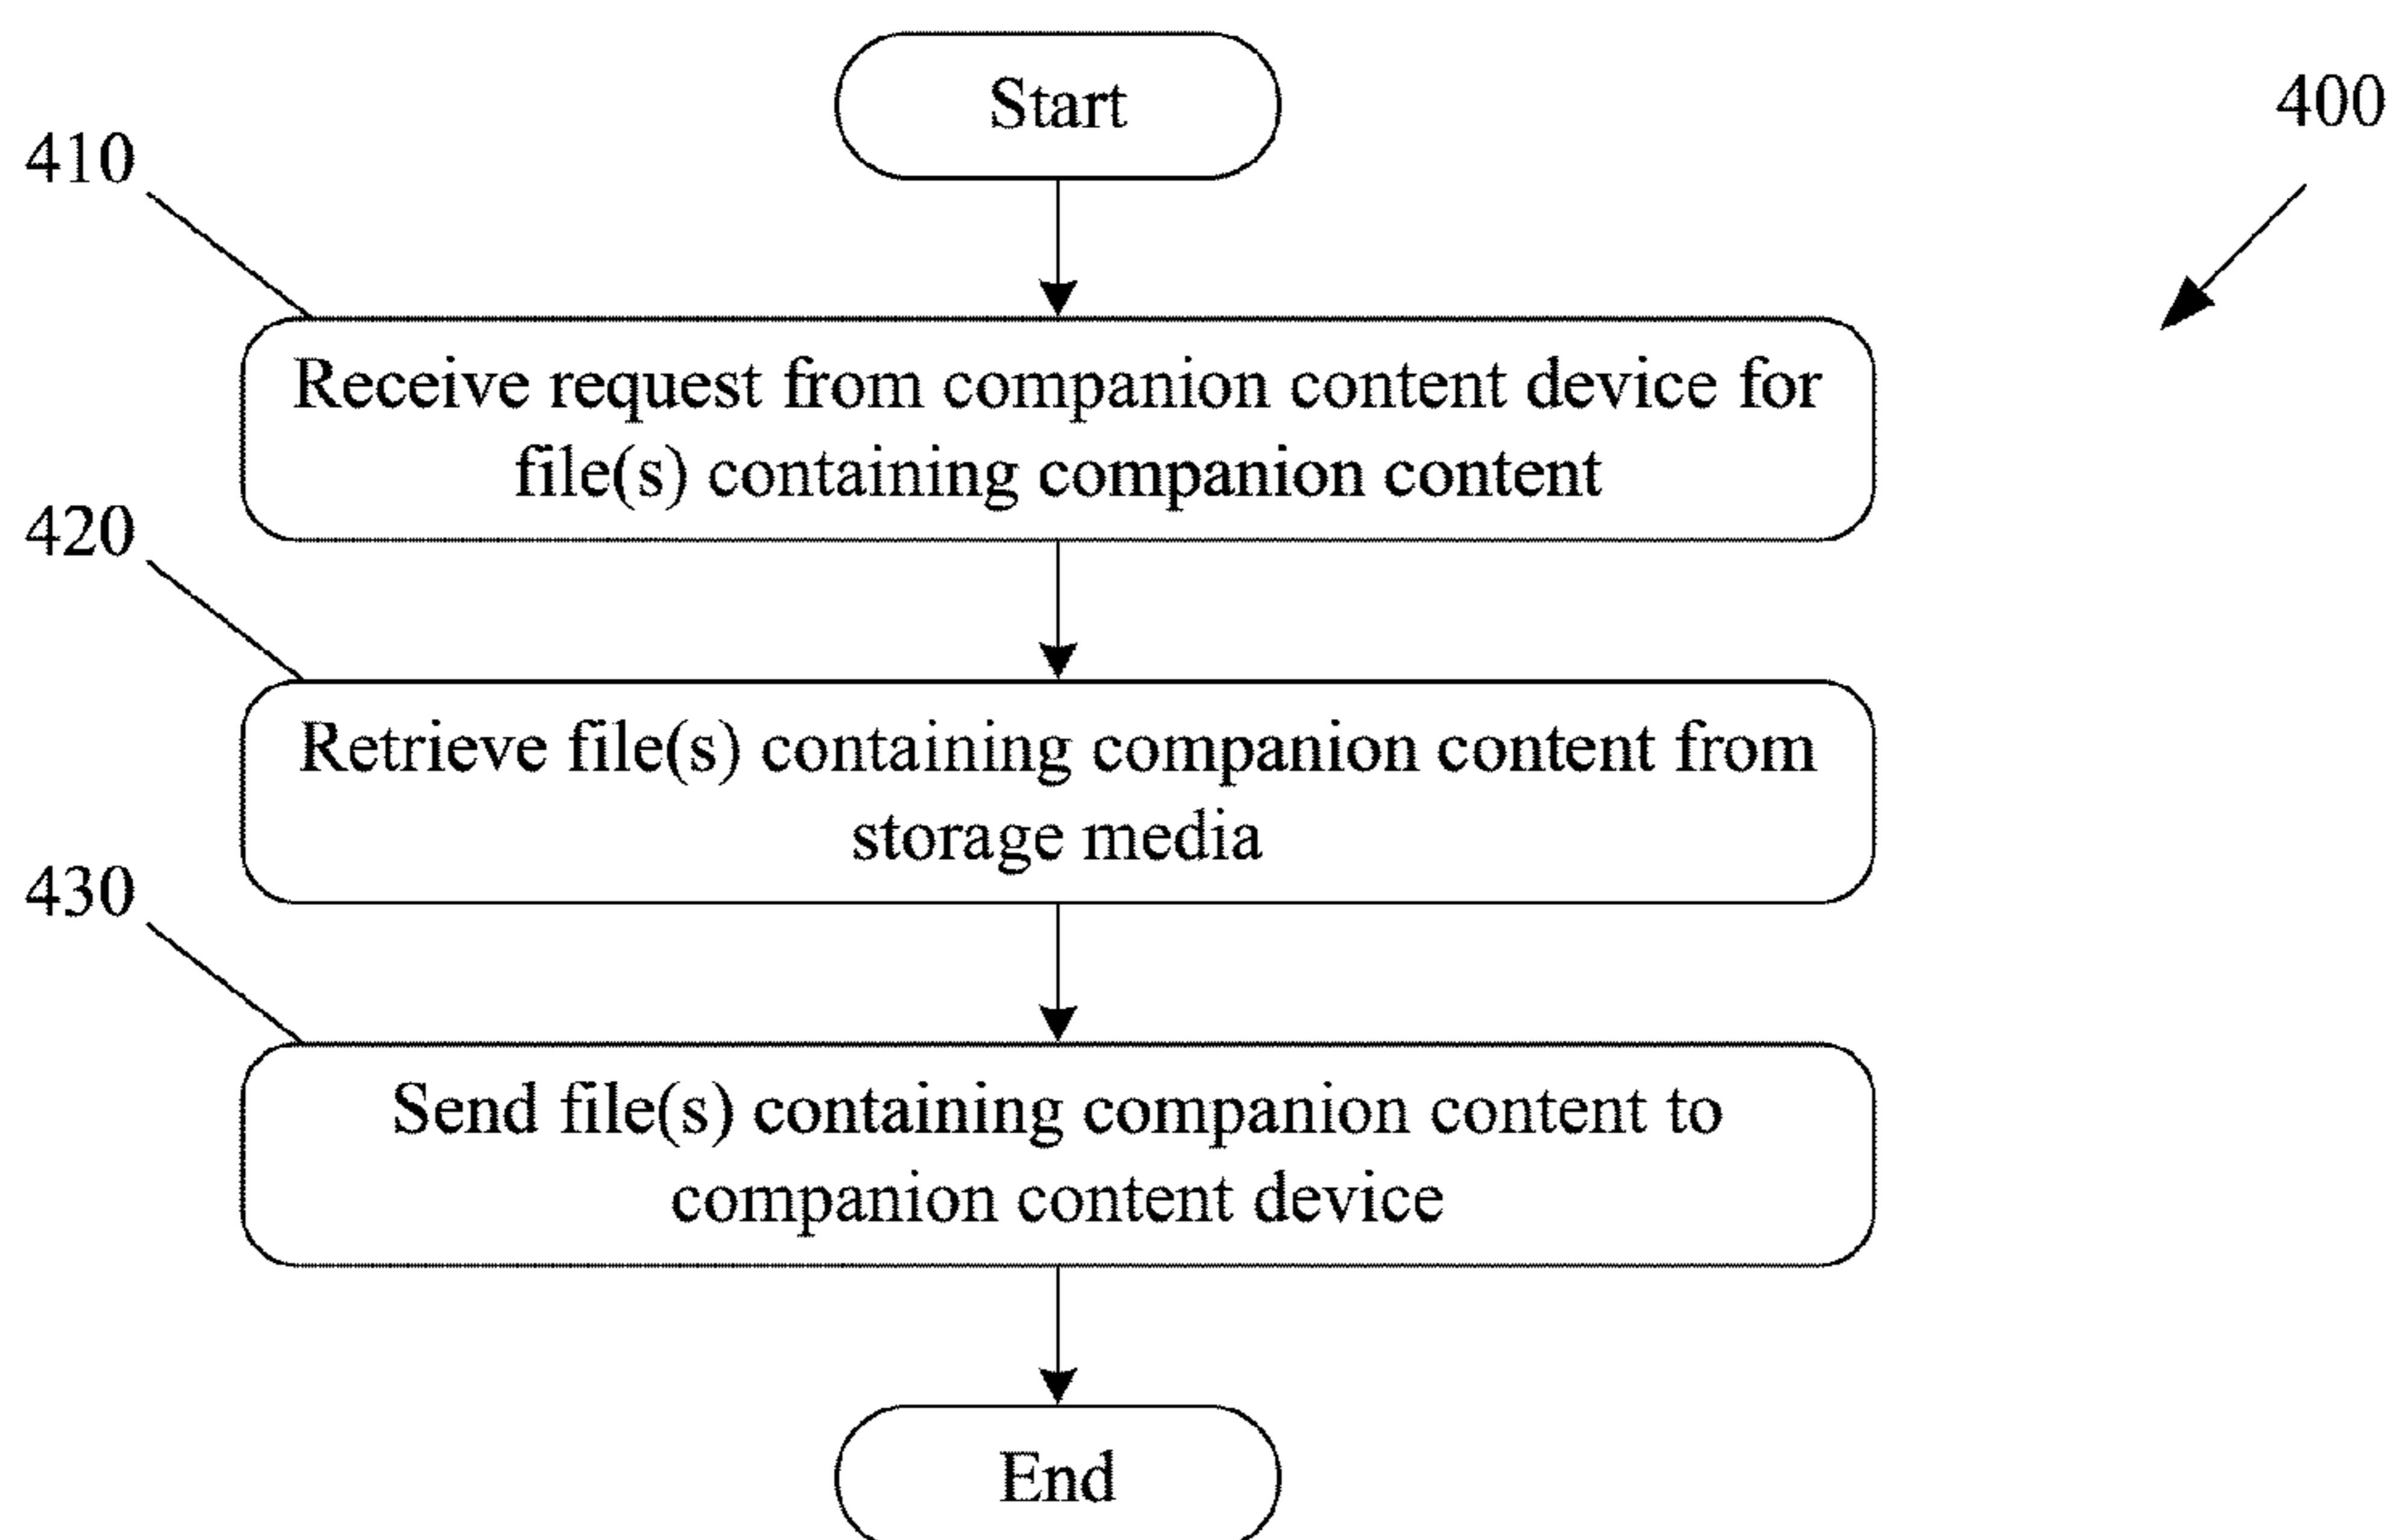 Start
400
410
Receive request from companion content device for
file(s) containing companion content
420
Retrieve file(s) containing companion content from
storage media
430
Send file(s) containing companion content to
companion content device
End